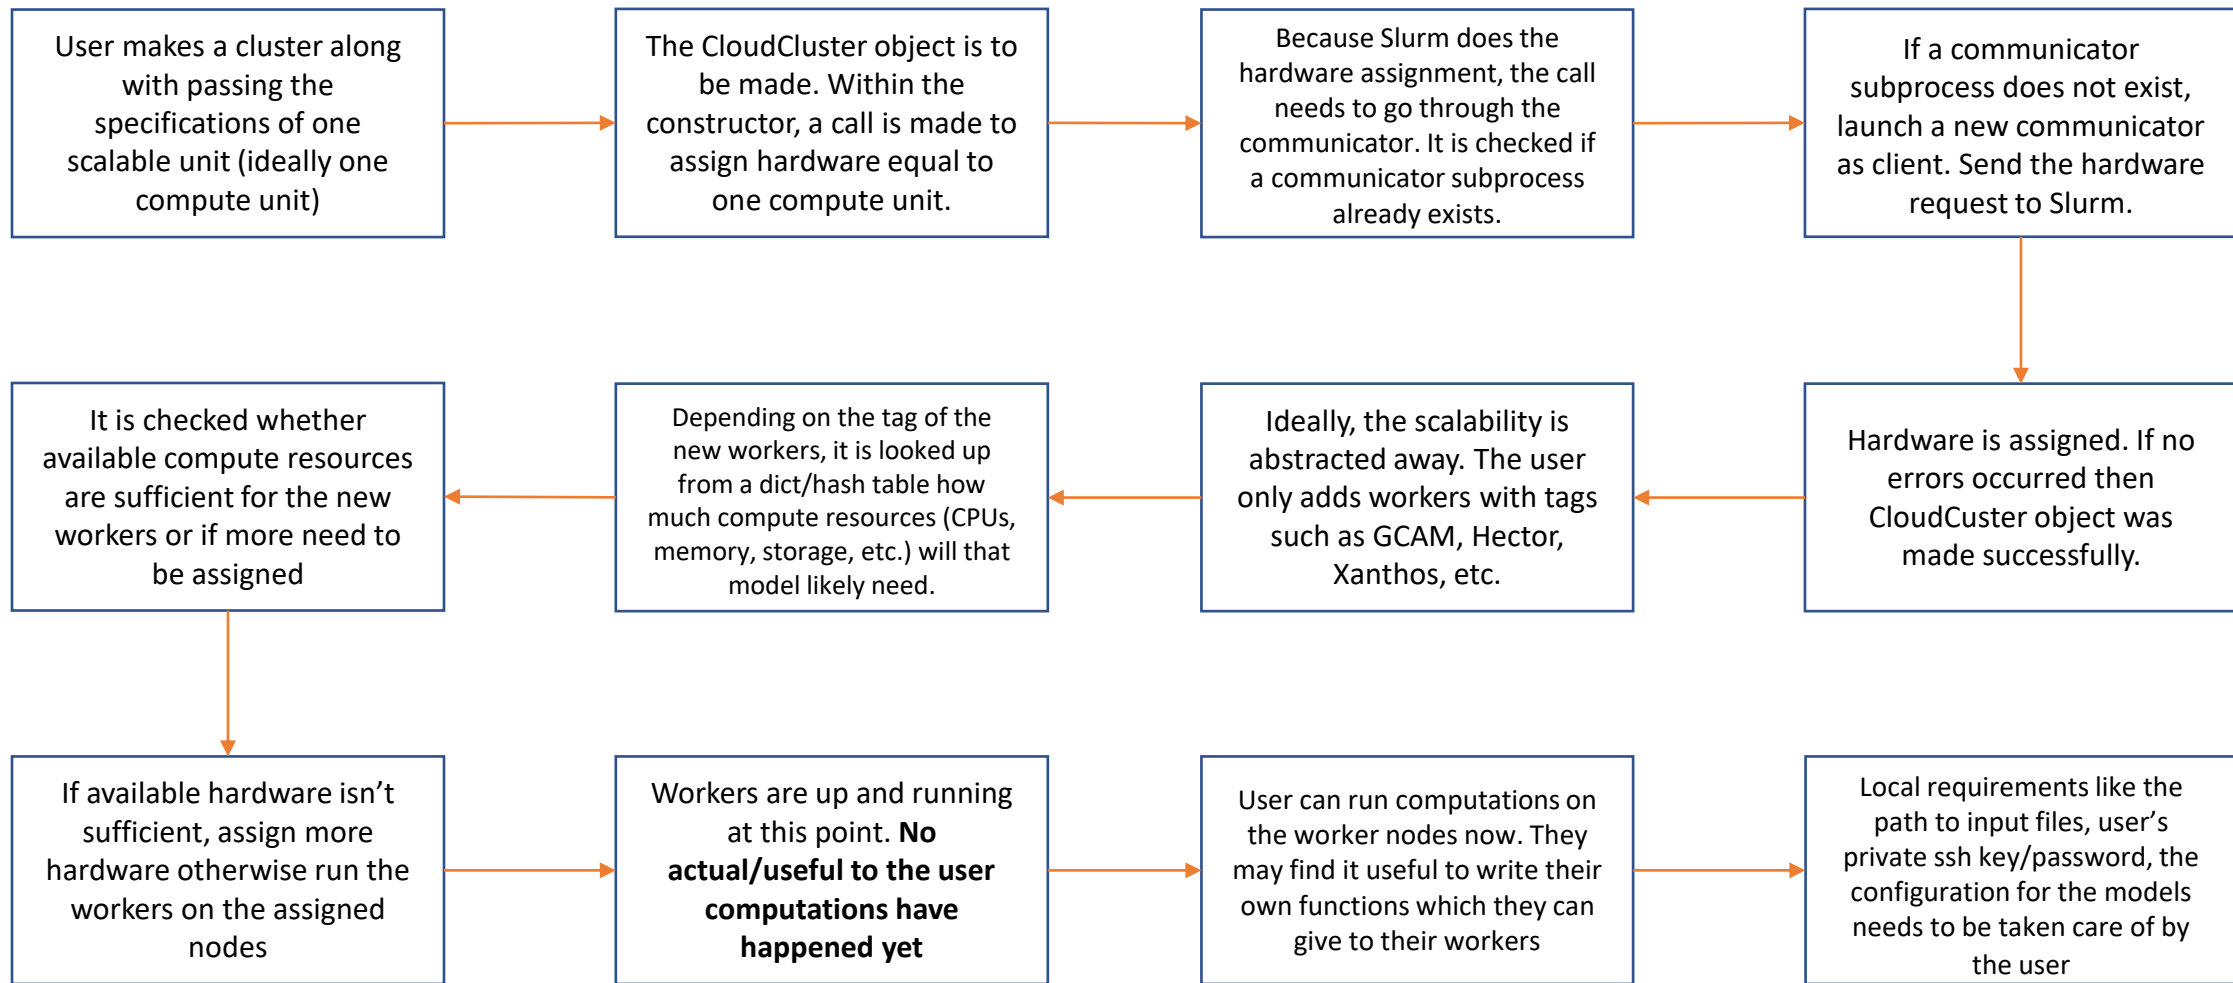 User makes a cluster along
with passing the
specifications of one
scalable unit (ideally one
compute unit)
The CloudCluster object is to
be made. Within the
constructor, a call is made to
assign hardware equal to
one compute unit.
Because Slurm does the
hardware assignment, the call
needs to go through the
communicator. It is checked if
a communicator subprocess
already exists.
If a communicator
subprocess does not exist,
launch a new communicator
as client. Send the hardware
request to Slurm.
Hardware is assigned. If no
errors occurred then
CloudCuster object was
made successfully.
Ideally, the scalability is
abstracted away. The user
only adds workers with tags
such as GCAM, Hector,
Xanthos, etc.
Depending on the tag of the
new workers, it is looked up
from a dict/hash table how
much compute resources (CPUs,
memory, storage, etc.) will that
model likely need.
It is checked whether
available compute resources
are sufficient for the new
workers or if more need to
be assigned
If available hardware isn’t
sufficient, assign more
hardware otherwise run the
workers on the assigned
nodes
Workers are up and running
at this point. No
actual/useful to the user
computations have
happened yet
User can run computations on
the worker nodes now. They
may find it useful to write their
own functions which they can
give to their workers
Local requirements like the
path to input files, user’s
private ssh key/password, the
configuration for the models
needs to be taken care of by
the user